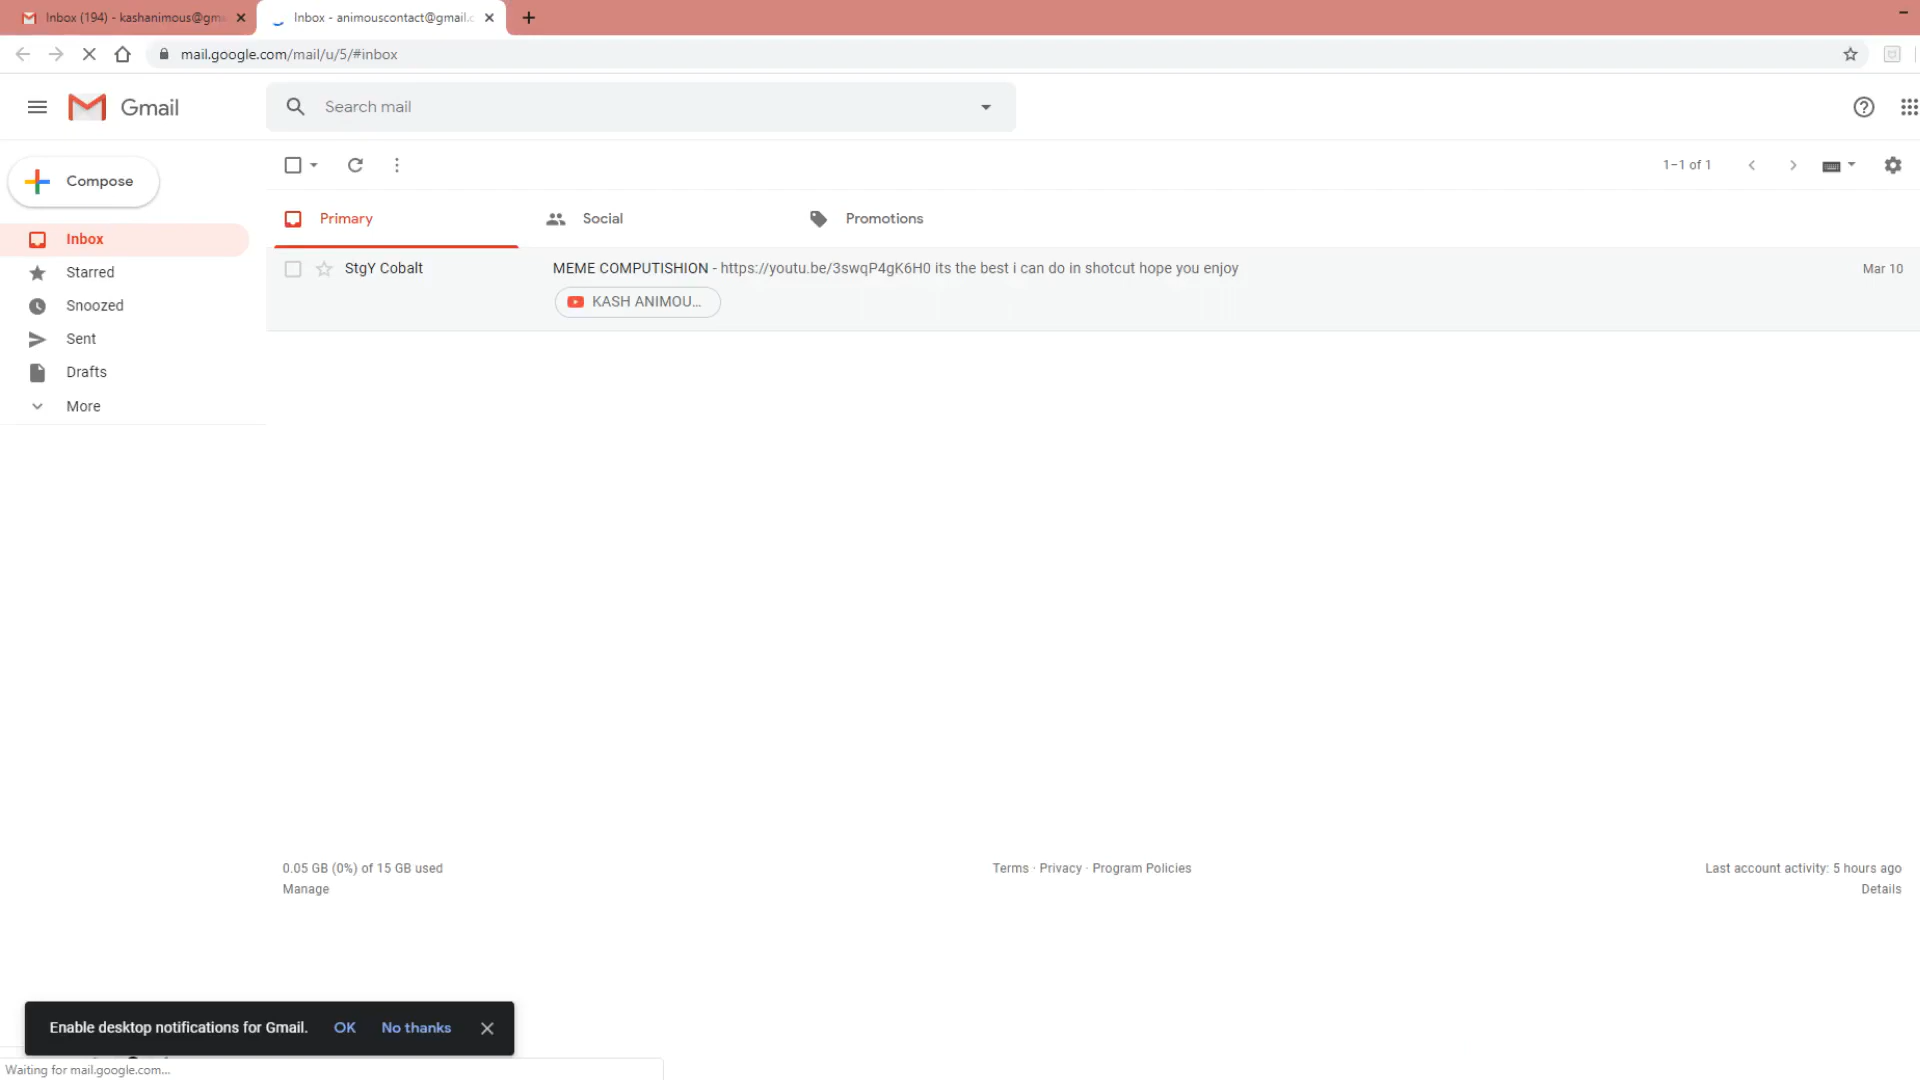 Inbox (194) - kashanimous@gm
Inbox - animouscontact@gmail.c
mail.google.com/mail/u/5/#inbox
Gmail
Search mail
Compose
1–1 of 1
Primary
Social
Promotions
Inbox
Starred
Snoozed
Sent
Drafts
More
StgY Cobalt
MEME COMPUTISHION - https://youtu.be/3swqP4gK6H0 its the best i can do in shotcut hope you enjoy
Mar 10
KASH ANIMOU...
0.05 GB (0%) of 15 GB used
Manage
Terms · Privacy · Program Policies
Last account activity: 5 hours ago
Details
Enable desktop notifications for Gmail.
OK
No thanks
Waiting for mail.google.com...